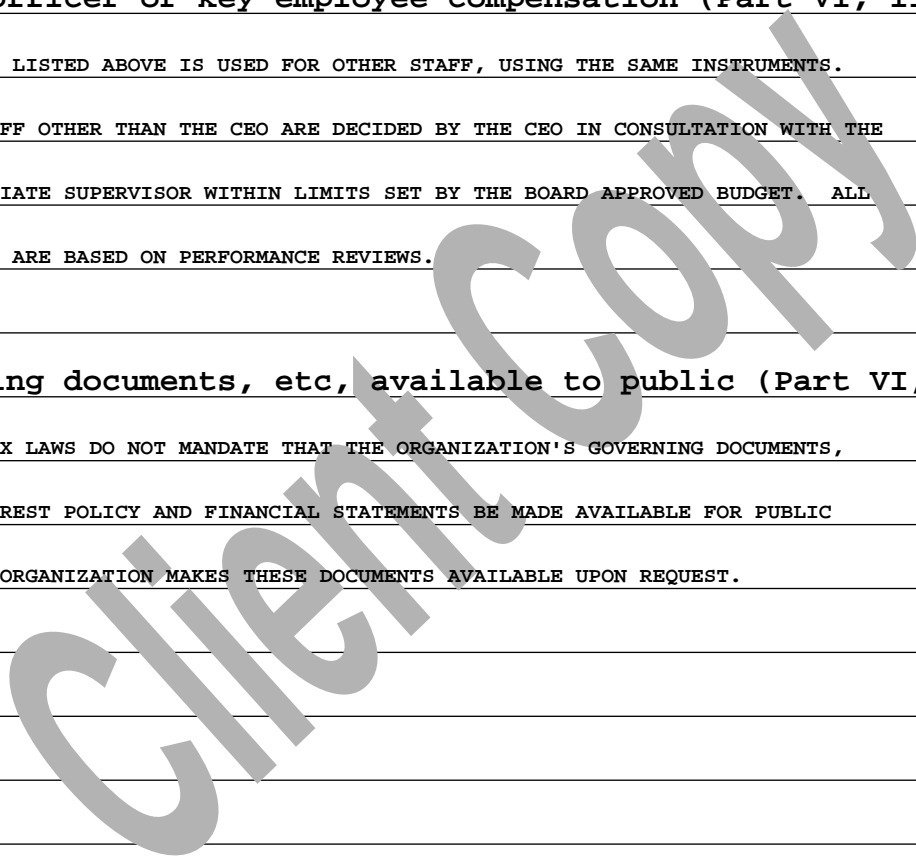 officer or key employee compensation (Part VI, li
LISTED ABOVE IS USED FOR OTHER STAFF, USING THE SAME INSTRUMENTS.
FF OTHER THAN THE CEO ARE DECIDED BY THE CEO IN CONSULTATION WITH THE
IATE SUPERVISOR WITHIN LIMITS SET BY THE BOARD APPROVED BUDGET. ALL
ARE BASED ON PERFORMANCE REVIEWS.
ing documents, etc, available to public (Part VI,
X LAWS DO NOT MANDATE THAT THE ORGANIZATION'S GOVERNING DOCUMENTS,
REST POLICY AND FINANCIAL STATEMENTS BE MADE AVAILABLE FOR PUBLIC
ORGANIZATION MAKES THESE DOCUMENTS AVAILABLE UPON REQUEST.
Client Copy